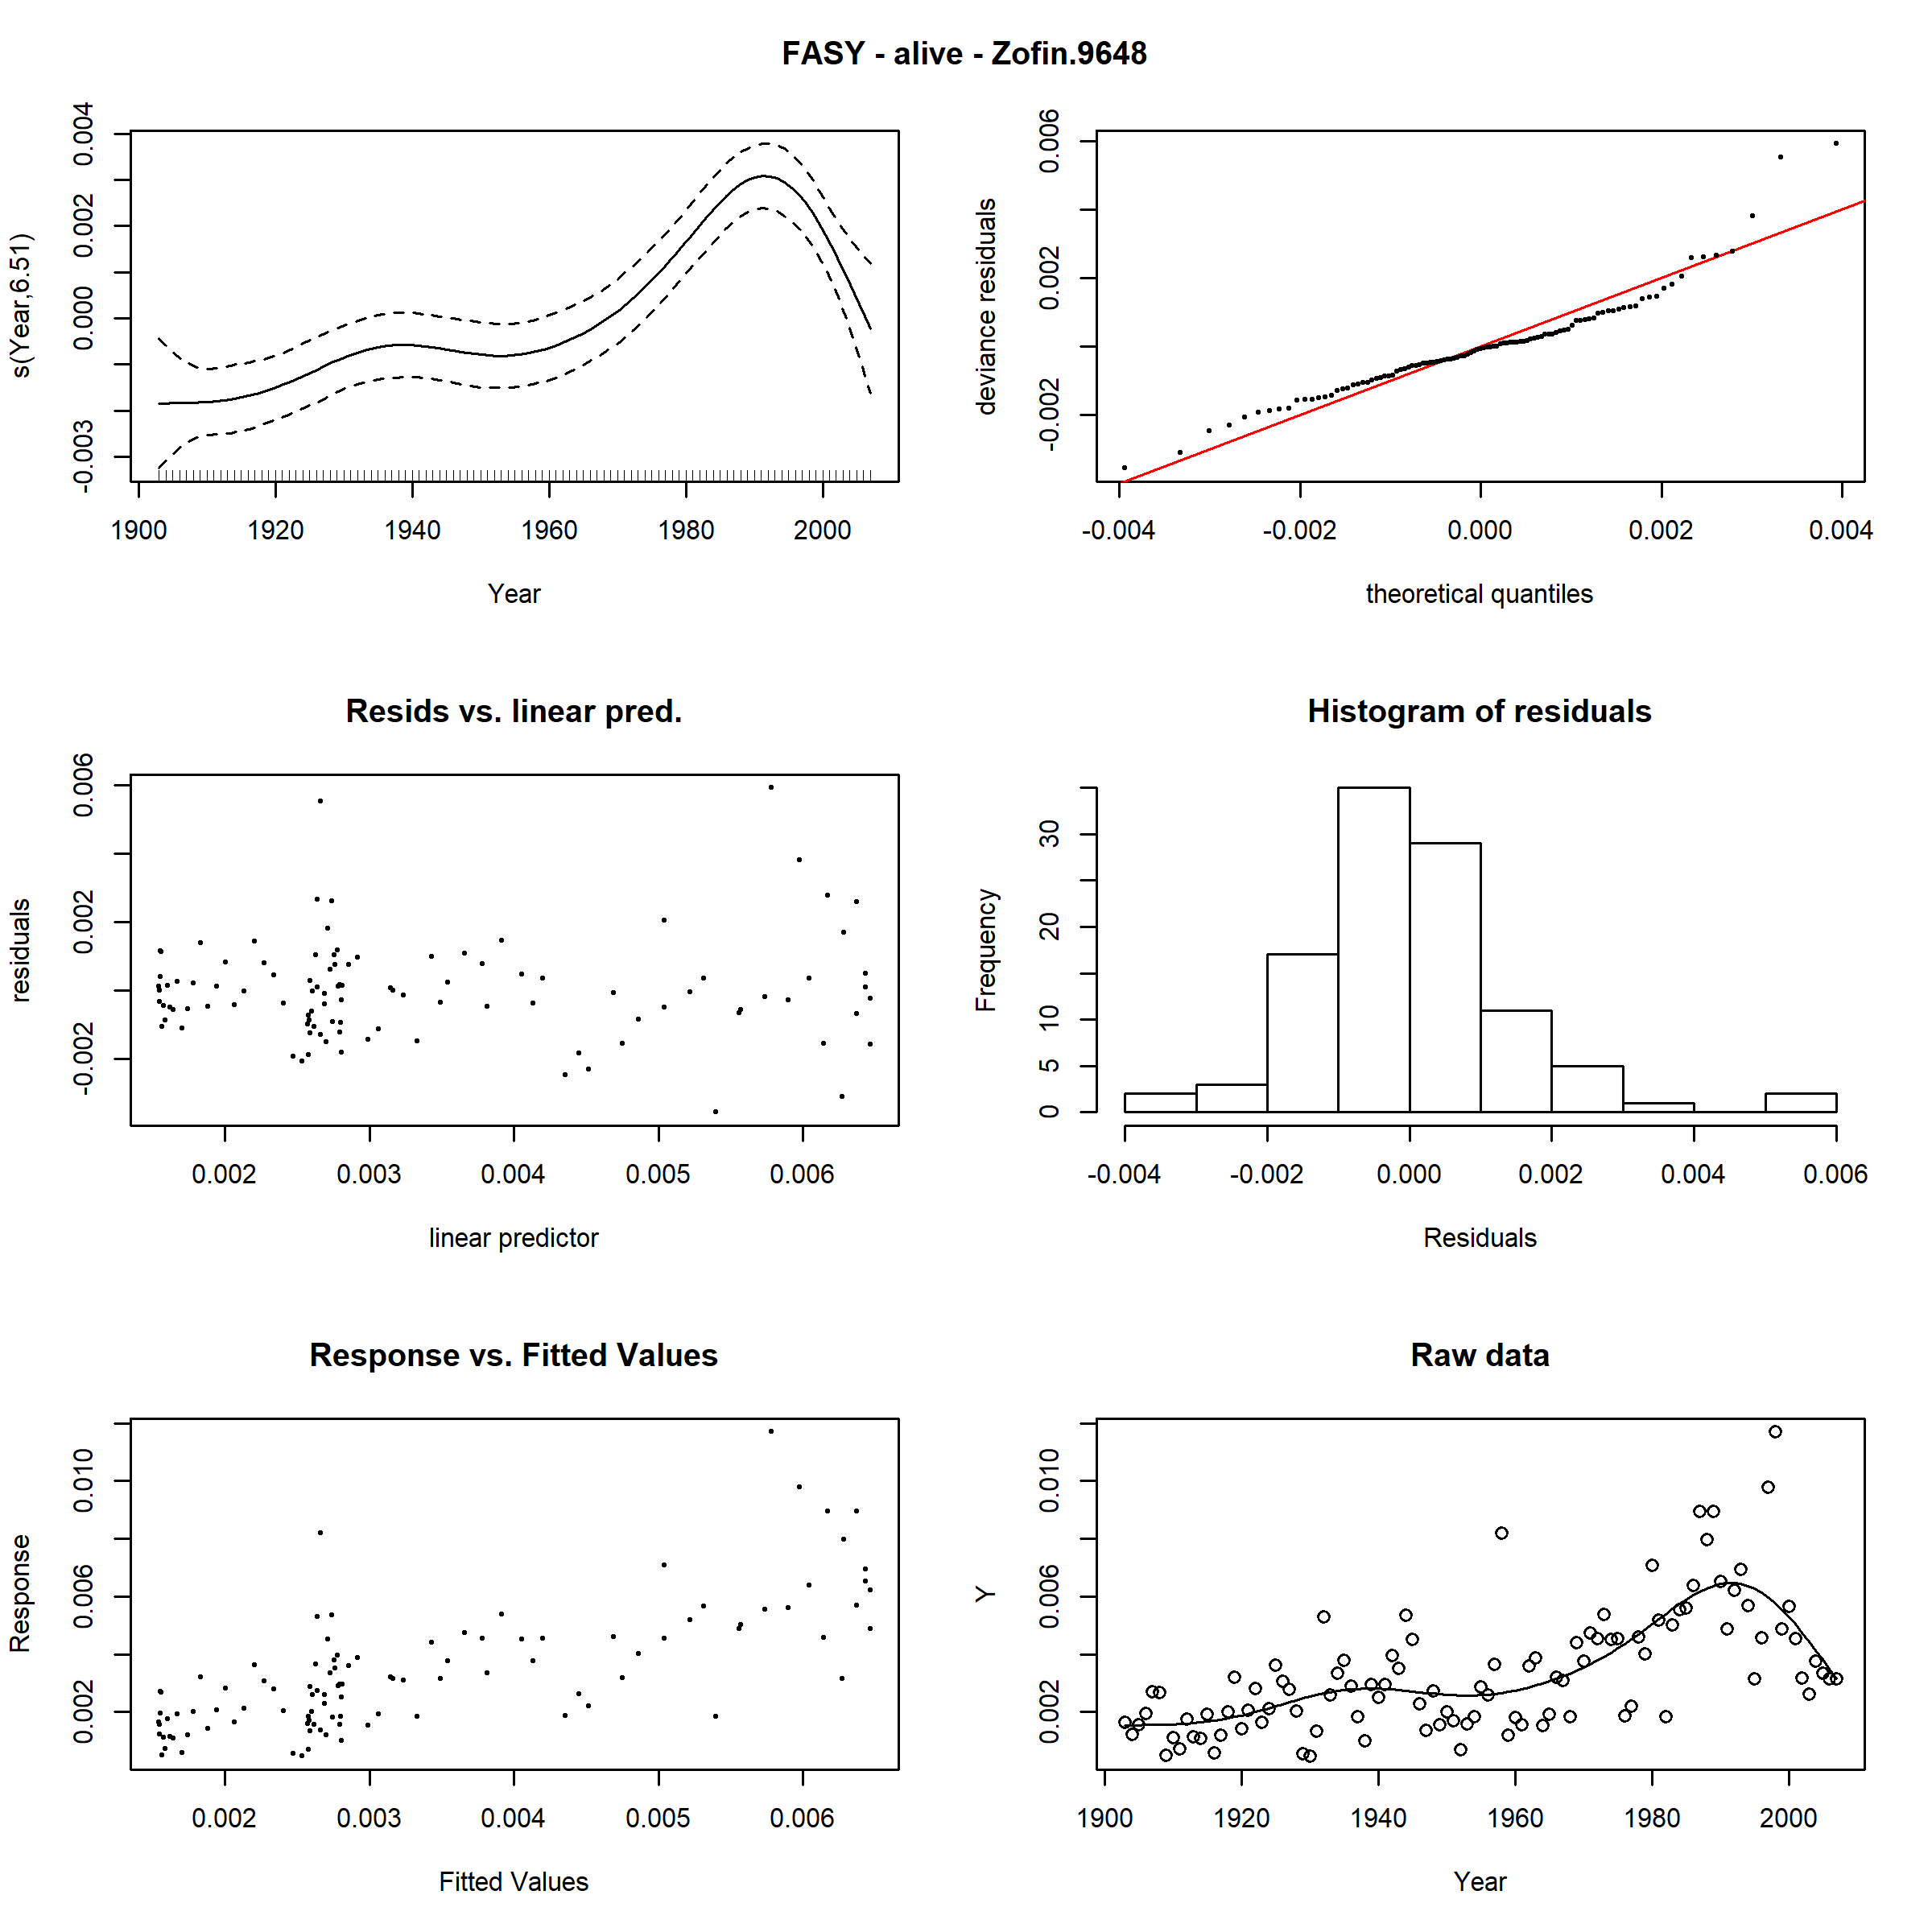 FASY - alive - Zofin.9648
s(Year,6.51)
-0.003 0.000 0.002 0.004
1900 1920 1940 1960 1980 2000
Year
deviance residuals
-0.002 0.002 0.006
-0.004 -0.002 0.000 0.002 0.004
theoretical quantiles
Resids vs. linear pred.
residuals
-0.002 0.002 0.006
0.002 0.003 0.004 0.005 0.006
linear predictor
Histogram of residuals
Frequency
0 5 10 20 30
-0.004 -0.002 0.000 0.002 0.004 0.006
Residuals
Response vs. Fitted Values
Response
0.002 0.006 0.010
0.002 0.003 0.004 0.005 0.006
Fitted Values
Raw data
Y
0.002 0.006 0.010
1900 1920 1940 1960 1980 2000
Year